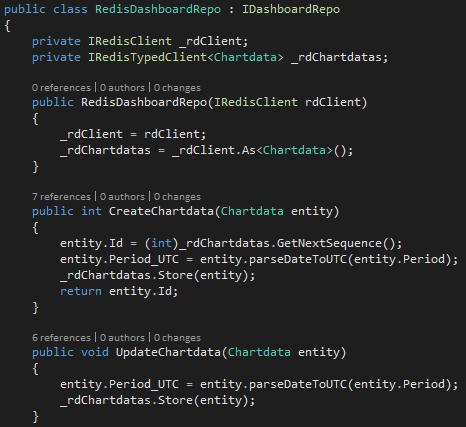 public class RedisDashboardRepo : IDashboardRepo
{
    private IRedisClient _rdClient;
    private IRedisTypedClient<Chartdata> _rdChartdatas;
    0 references | 0 authors | 0 changes
    public RedisDashboardRepo(IRedisClient rdClient)
    {
        _rdClient = rdClient;
        _rdChartdatas = _rdClient.As<Chartdata>();
    }
    7 references | 0 authors | 0 changes
    public int CreateChartdata(Chartdata entity)
    {
        entity.Id = (int)_rdChartdatas.GetNextSequence();
        entity.Period_UTC = entity.parseDateToUTC(entity.Period);
        _rdChartdatas.Store(entity);
        return entity.Id;
    }
    6 references | 0 authors | 0 changes
    public void UpdateChartdata(Chartdata entity)
    {
        entity.Period_UTC = entity.parseDateToUTC(entity.Period);
        _rdChartdatas.Store(entity);
    }